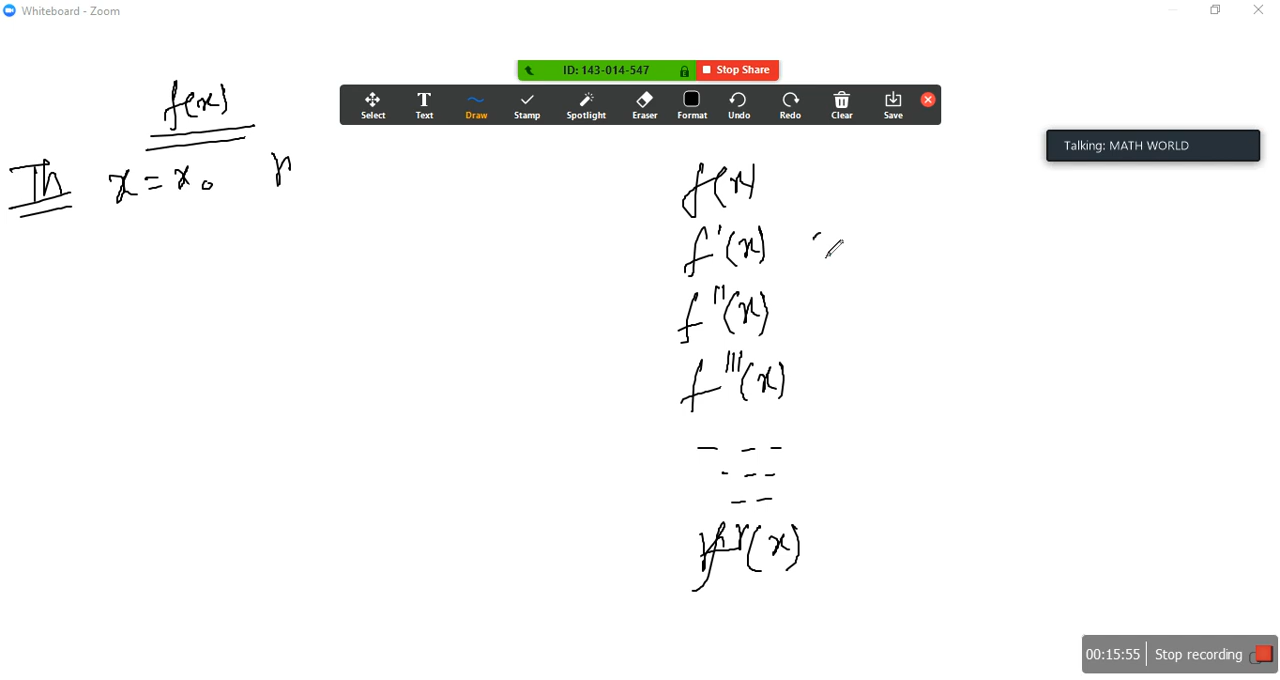 Whiteboard - Zoom
ID: 143-014-547 Stop Share
Select Text Draw Stamp Spotlight Eraser Format Undo Redo Clear Save
Talking: MATH WORLD
f(x)
Th x = x₀ r
f(x)
f'(x)
f''(x)
f'''(x)
- - -
- - -
- -
fʳ(x)
00:15:55 Stop recording